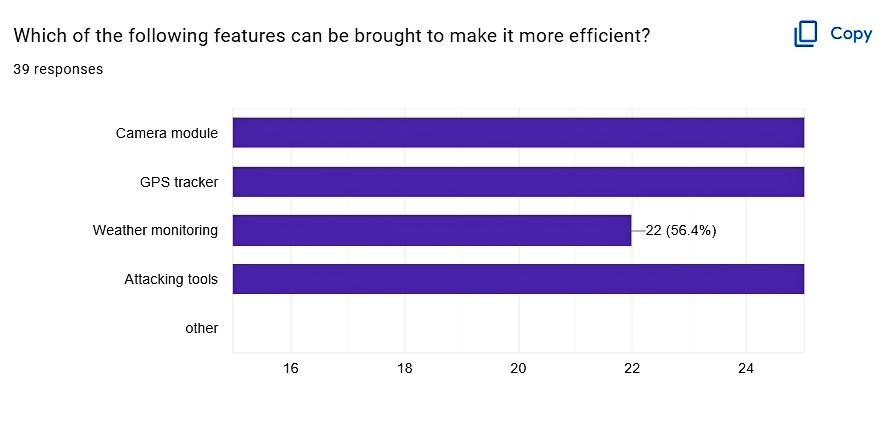 Which of the following features can be brought to make it more efficient?
Copy
39 responses
Camera module
GPS tracker
Weather monitoring
22 (56.4%)
Attacking tools
other
16 18 20 22 24